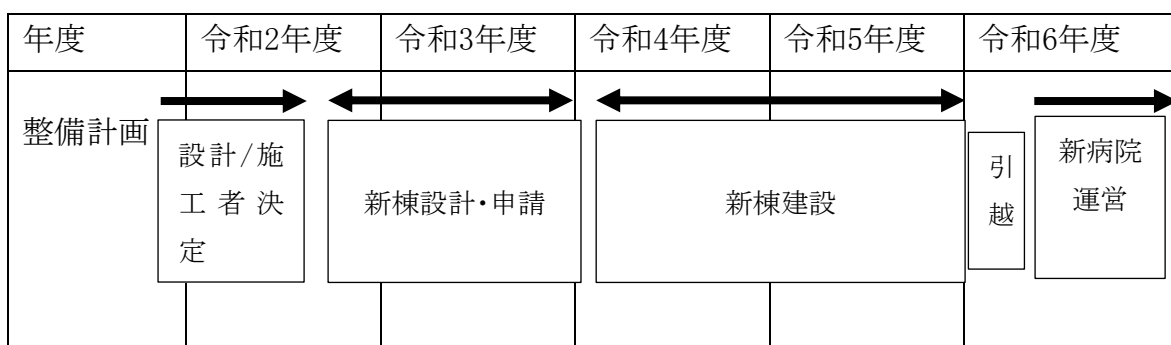 年度 令和2年度 令和3年度 令和4年度 令和5年度 令和6年度
整備計画
設計/施
工者決
定
新棟設計・申請
新棟建設
引
越
新病院
運営